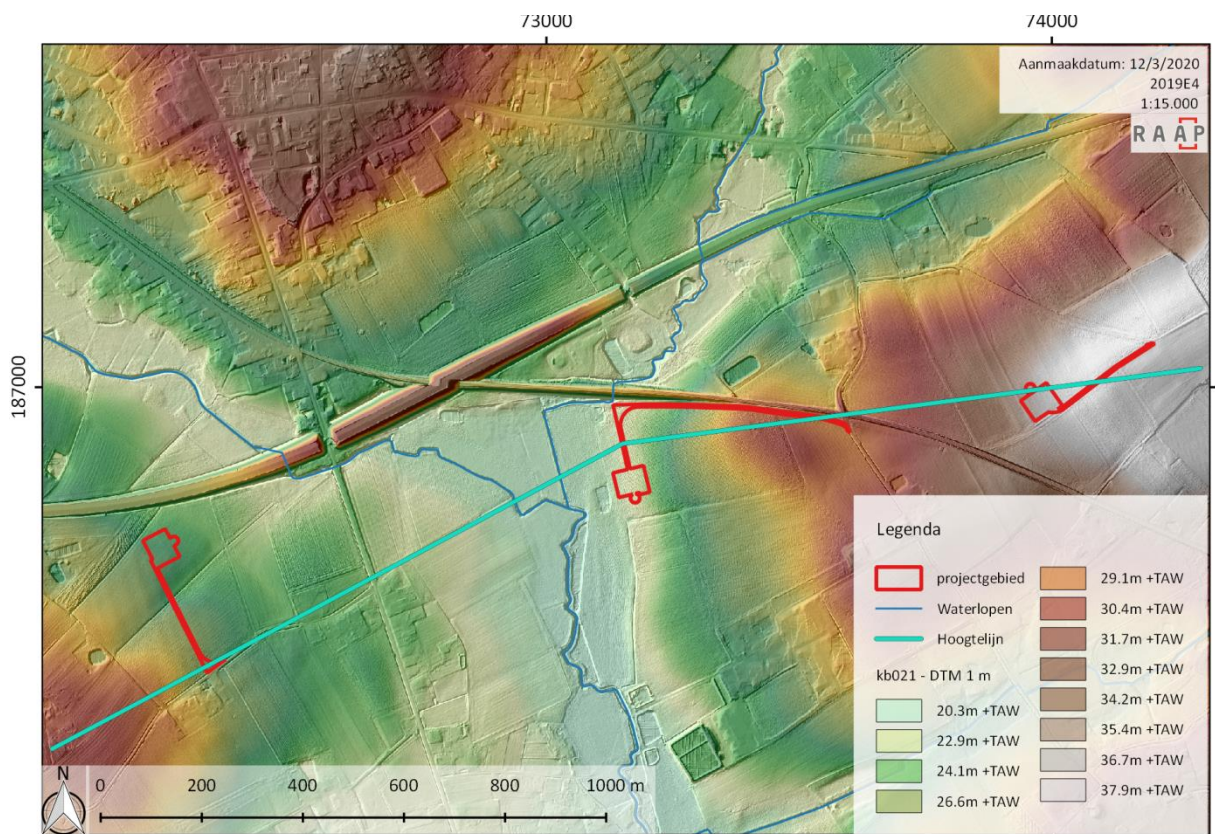 73000
74000
Aanmaakdatum: 12/3/2020
2019E4
1:15.000
RAAP
187000
Legenda
projectgebied
Waterlopen
Hoogtelijn
kb021 - DTM 1 m
20.3m +TAW
22.9m +TAW
24.1m +TAW
26.6m +TAW
29.1m +TAW
30.4m +TAW
31.7m +TAW
32.9m +TAW
34.2m +TAW
35.4m +TAW
36.7m +TAW
37.9m +TAW
N
0 200 400 600 800 1000 m